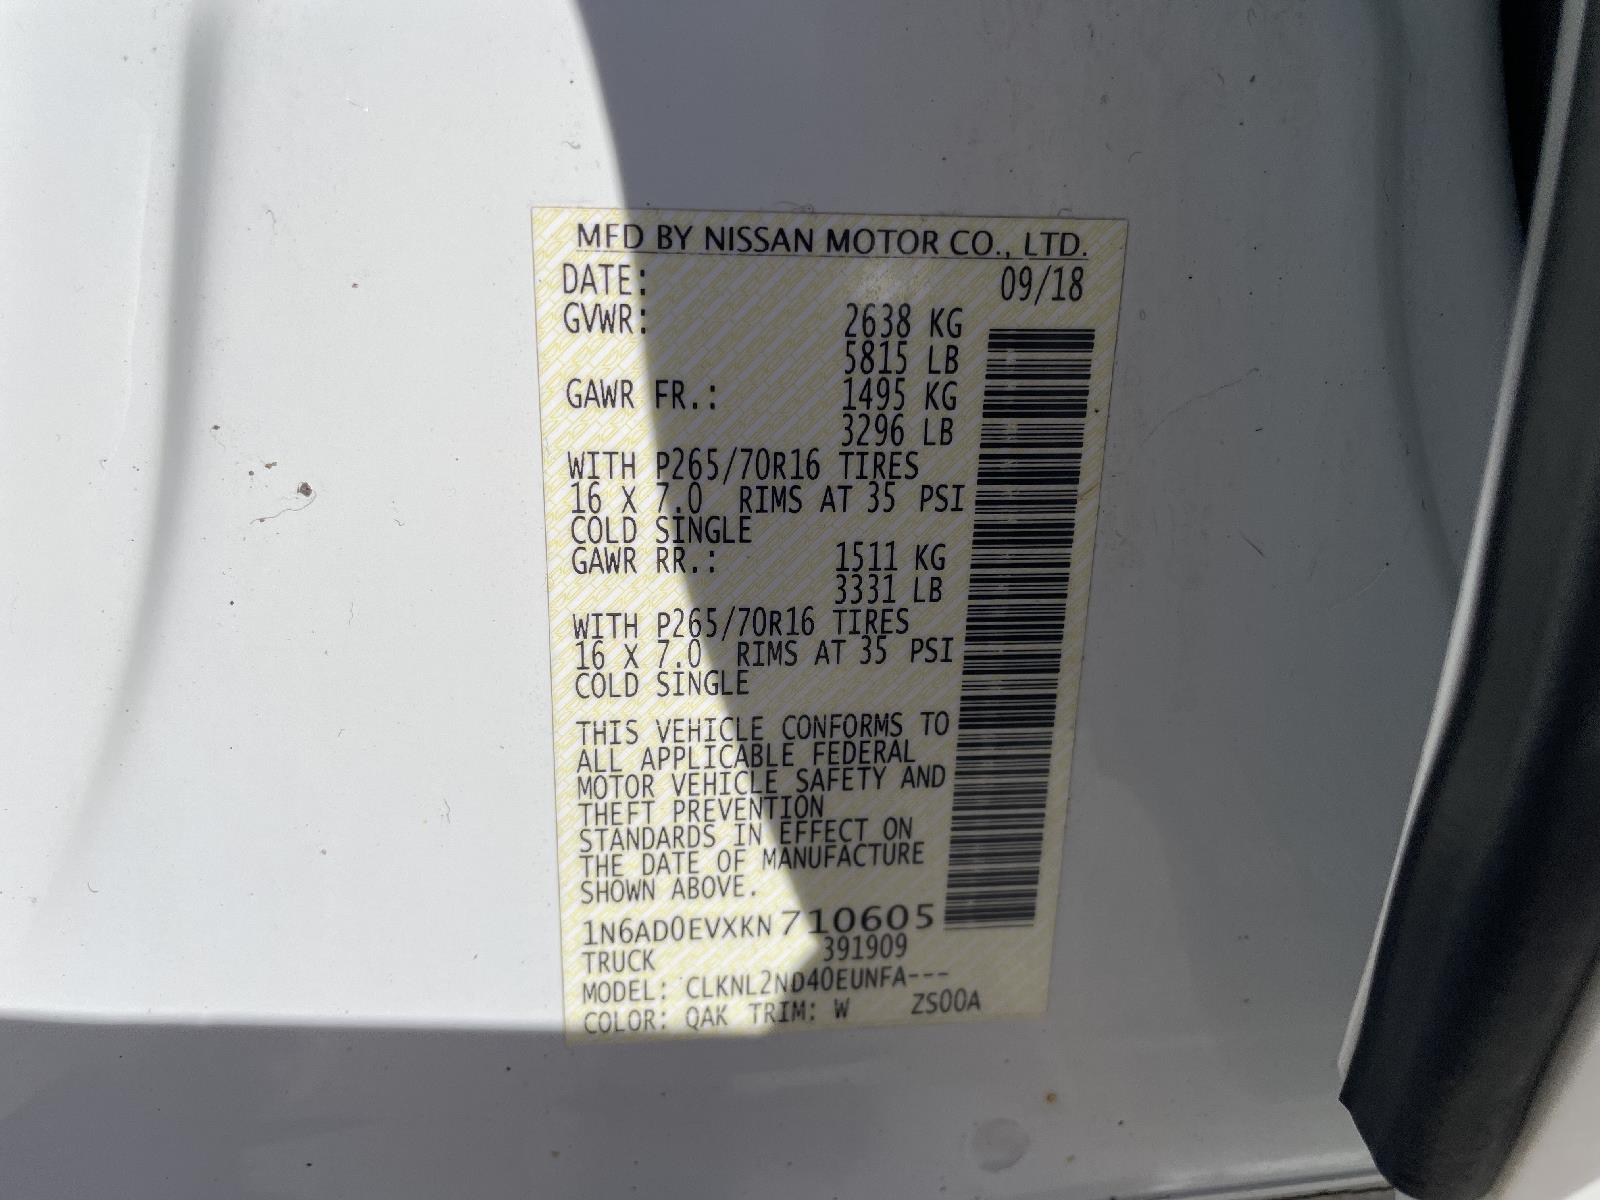 MFD BY NISSAN MOTOR CO., LTD.
DATE: 09/18
GVWR: 2638 KG
5815 LB
GAWR FR.: 1495 KG
3296 LB
WITH P265/70R16 TIRES
16 X 7.0 RIMS AT 35 PSI
COLD SINGLE
GAWR RR.: 1511 KG
3331 LB
WITH P265/70R16 TIRES
16 X 7.0 RIMS AT 35 PSI
COLD SINGLE
THIS VEHICLE CONFORMS TO
ALL APPLICABLE FEDERAL
MOTOR VEHICLE SAFETY AND
THEFT PREVENTION
STANDARDS IN EFFECT ON
THE DATE OF MANUFACTURE
SHOWN ABOVE.
1N6AD0EVXKN710605
TRUCK 391909
MODEL: CLKNL2ND40EUNFA---
COLOR: QAK TRIM: W ZS00A